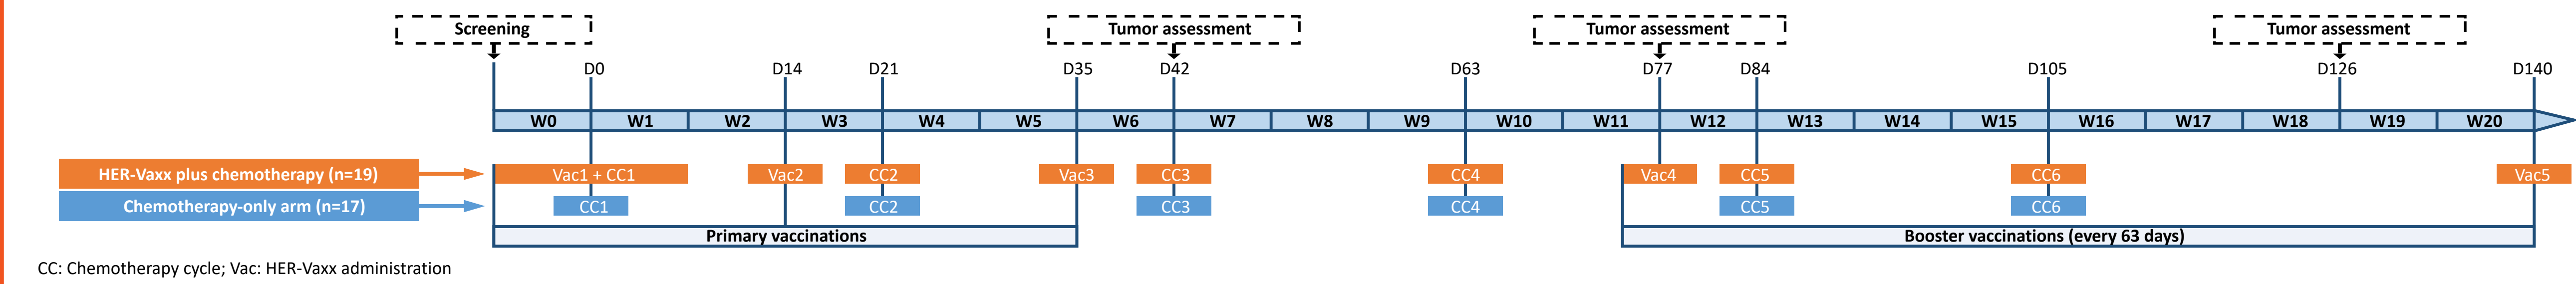 Screening
Tumor assessment
Tumor assessment
Tumor assessment
D0 D14 D21 D35 D42 D63 D77 D84 D105 D126 D140
W0 W1 W2 W3 W4 W5 W6 W7 W8 W9 W10 W11 W12 W13 W14 W15 W16 W17 W18 W19 W20
HER-Vaxx plus chemotherapy (n=19) Vac1 + CC1 Vac2 CC2 Vac3 CC3 CC4 Vac4 CC5 CC6 Vac5
Chemotherapy-only arm (n=17) CC1 CC2 CC3 CC4 CC5 CC6
Primary vaccinations
Booster vaccinations (every 63 days)
CC: Chemotherapy cycle; Vac: HER-Vaxx administration